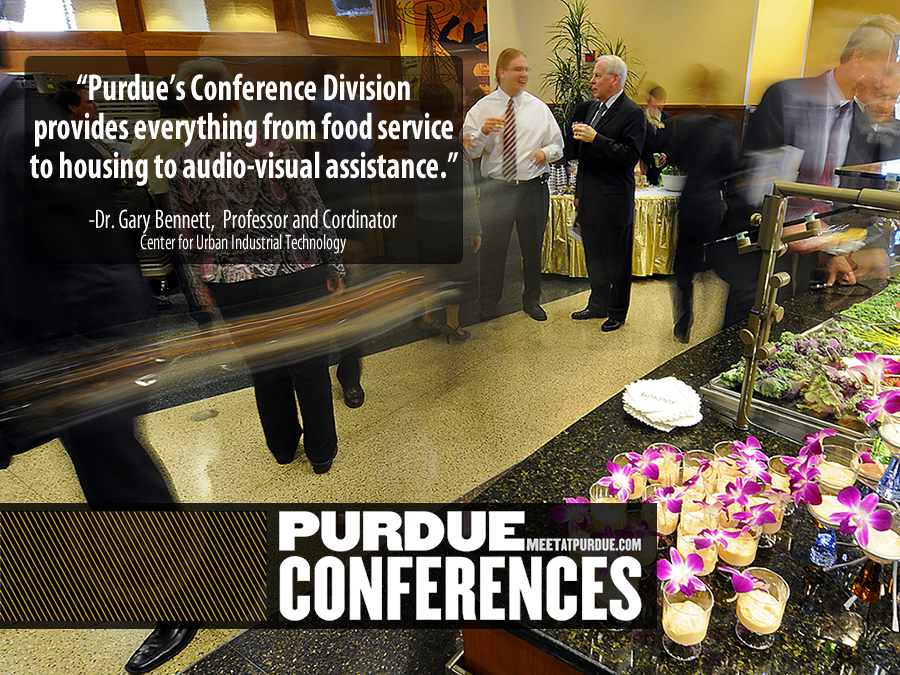 “Purdue’s Conference Division
provides everything from food service
to housing to audio-visual assistance.”
-Dr. Gary Bennett, Professor and Cordinator
Center for Urban Industrial Technology
PURDUE
MEETATPURDUE.COM
CONFERENCES